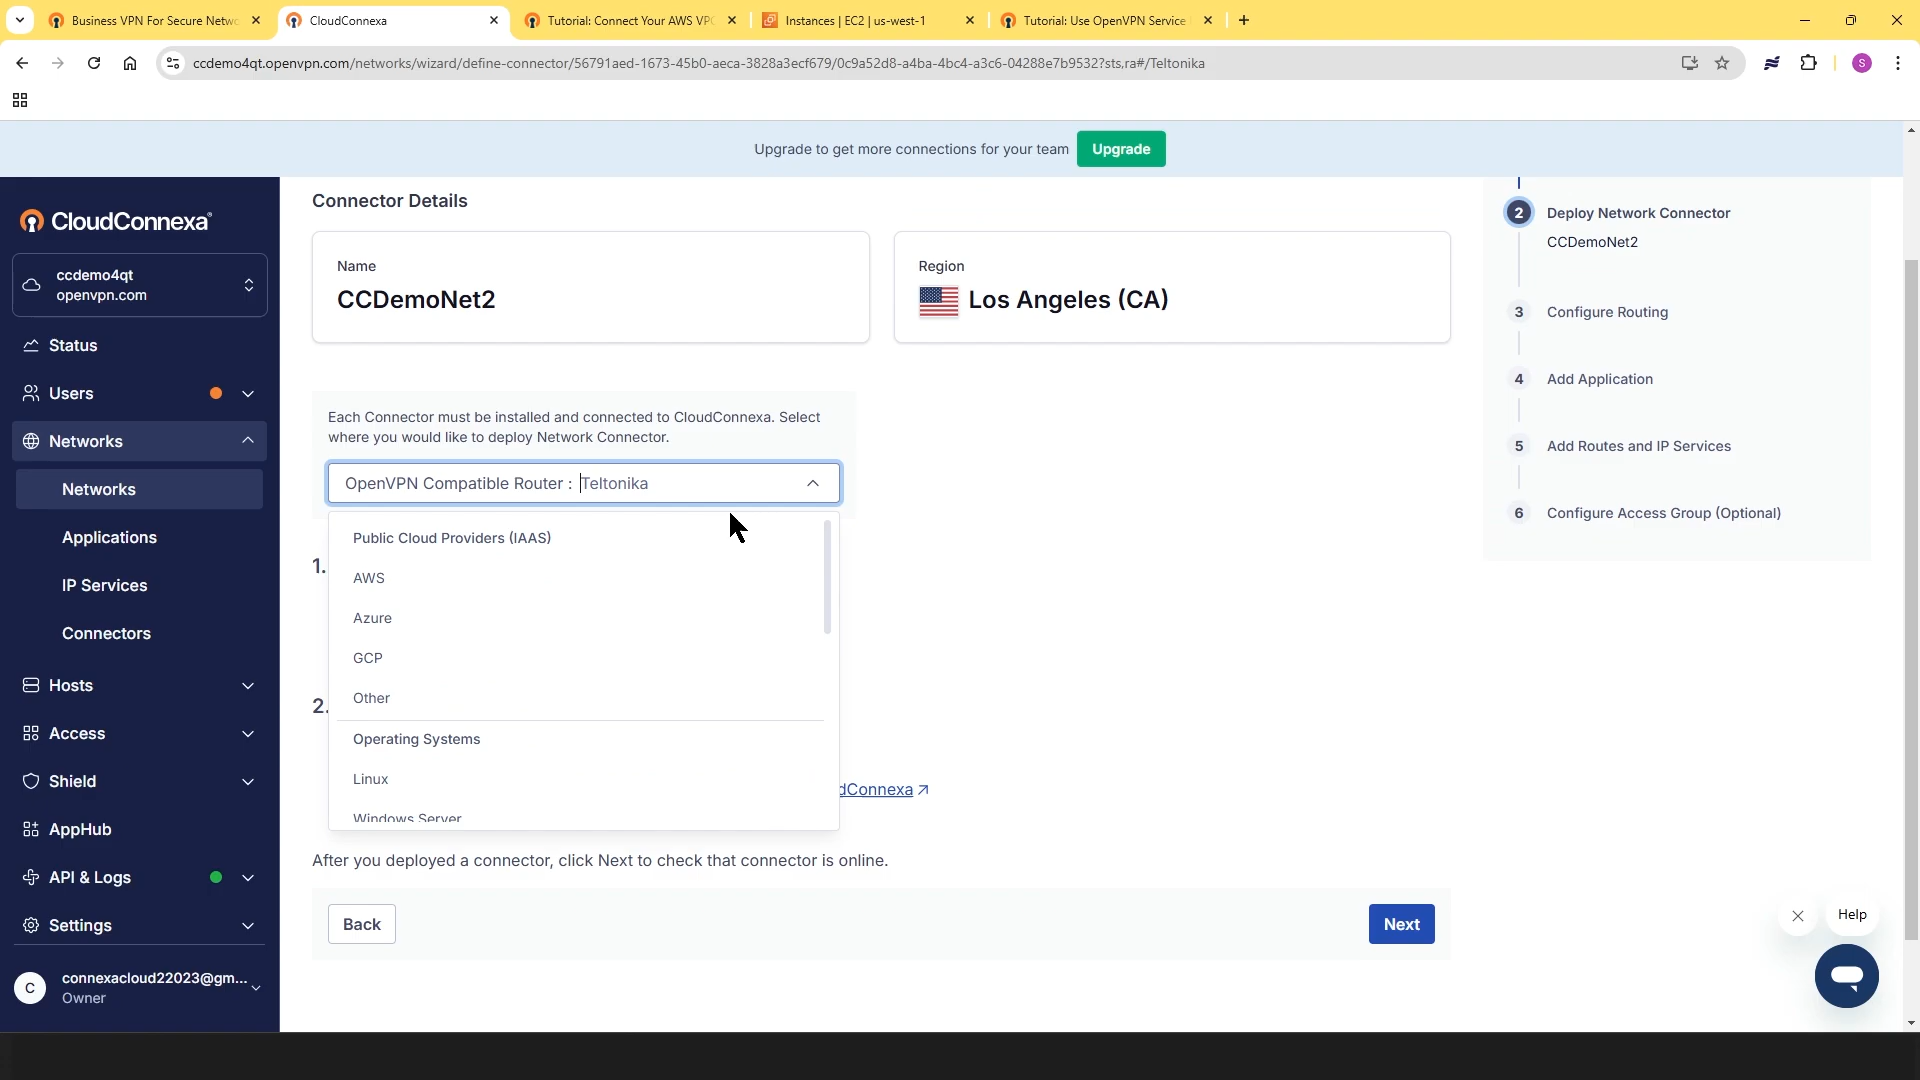 Business VPN For Secure Netwo
CloudConnexa
Tutorial: Connect Your AWS VPC
Instances | EC2 | us-west-1
Tutorial: Use OpenVPN Service
ccdemo4qt.openvpn.com/networks/wizard/define-connector/56791aed-1673-45b0-aeca-3828a3ecf679/0c9a52d8-a4ba-4bc4-a3c6-04288e7b9532?sts,ra#/Teltonika
S
Upgrade to get more connections for your team
Upgrade
CloudConnexa®
ccdemo4qt
openvpn.com
Status
Users
Networks
Networks
Applications
IP Services
Connectors
Hosts
Access
Shield
AppHub
API & Logs
Settings
C
connexacloud22023@gm...
Owner
Connector Details
Name
CCDemoNet2
Region
Los Angeles (CA)
Each Connector must be installed and connected to CloudConnexa. Select
where you would like to deploy Network Connector.
OpenVPN Compatible Router : Teltonika
Public Cloud Providers (IAAS)
AWS
Azure
GCP
Other
Operating Systems
Linux
Windows Server
1.
2.
dConnexa
After you deployed a connector, click Next to check that connector is online.
Back
Next
2
Deploy Network Connector
CCDemoNet2
3
Configure Routing
4
Add Application
5
Add Routes and IP Services
6
Configure Access Group (Optional)
Help